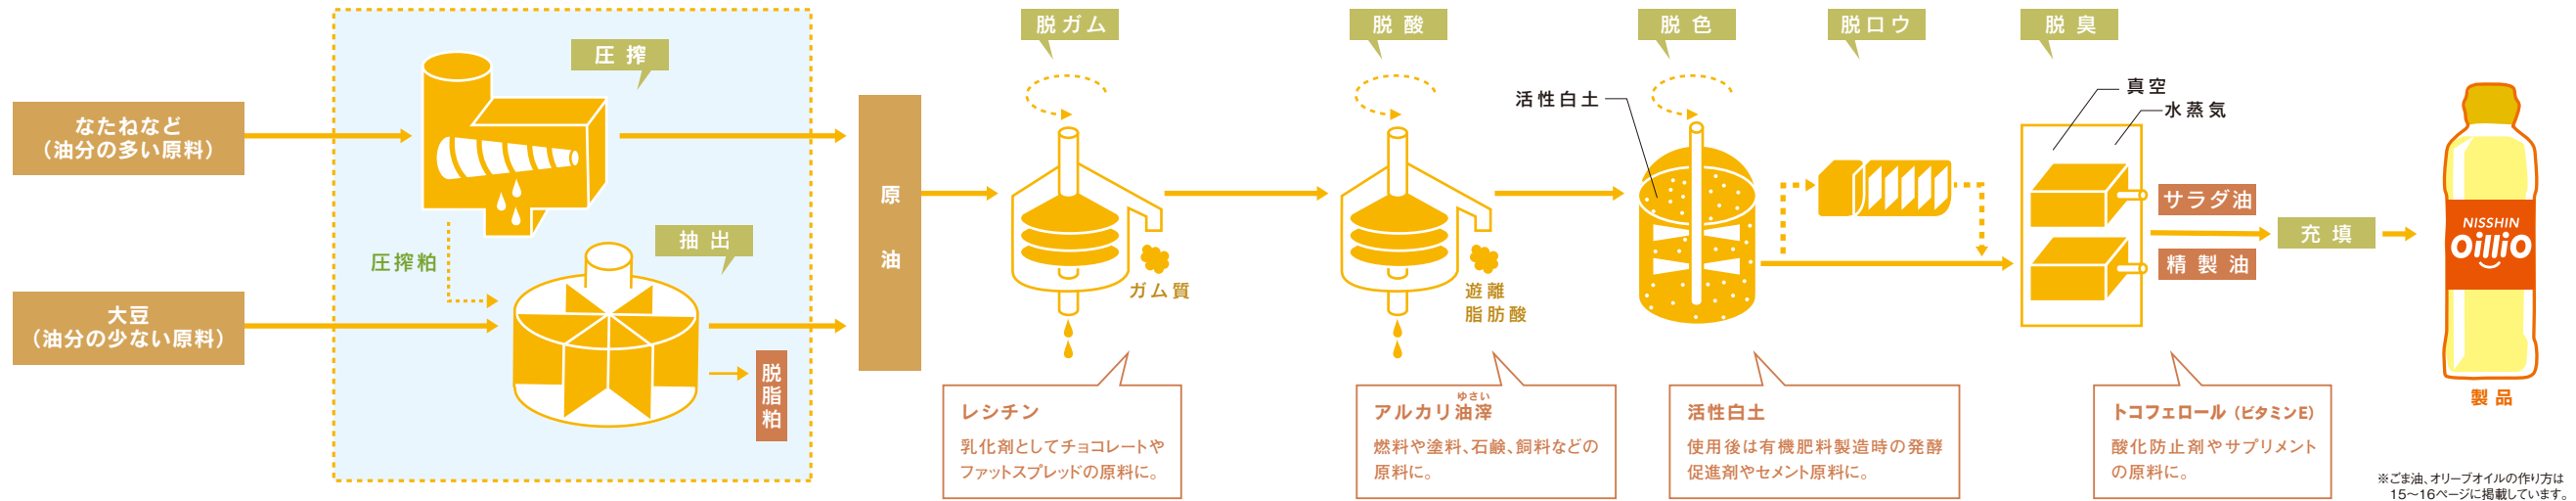 なたねなど
（油分の多い原料）
大豆
（油分の少ない原料）
圧搾
圧搾粕
抽出
脱脂粕
原油
脱ガム
ガム質
レシチン
乳化剤としてチョコレートや
ファットスプレッドの原料に。
脱酸
遊離
脂肪酸
アルカリ油滓
ゆさい
燃料や塗料、石鹸、飼料などの
原料に。
脱色
活性白土
活性白土
使用後は有機肥料製造時の発酵
促進剤やセメント原料に。
脱ロウ
脱臭
真空
水蒸気
サラダ油
精製油
トコフェロール（ビタミンE）
酸化防止剤やサプリメント
の原料に。
充填
NISSHIN
OilliO
製品
※ごま油、オリーブオイルの作り方は
15〜16ページに掲載しています。